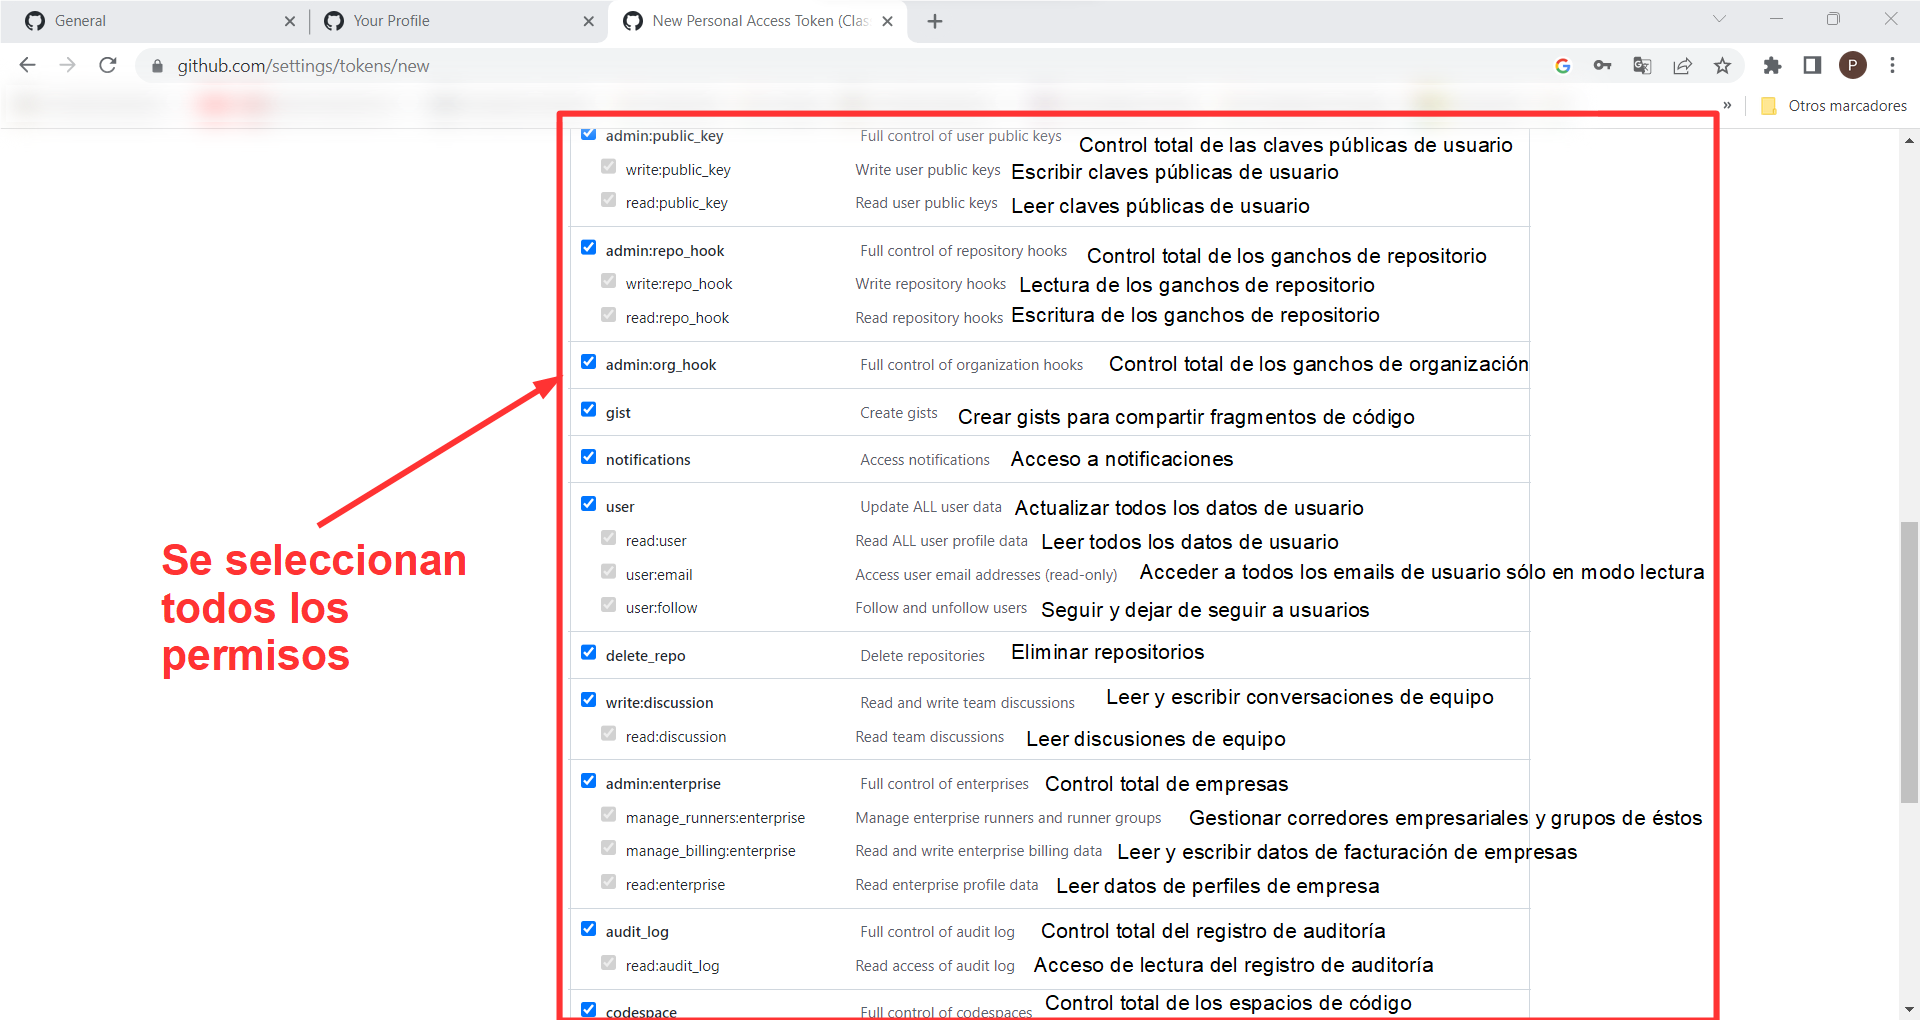 General
Your Profile
New Personal Access Token (Clas
github.com/settings/tokens/new
P
»
Otros marcadores
admin:public_key Full control of user public keys Control total de las claves públicas de usuario
write:public_key Write user public keys Escribir claves públicas de usuario
read:public_key Read user public keys Leer claves públicas de usuario
admin:repo_hook Full control of repository hooks Control total de los ganchos de repositorio
write:repo_hook Write repository hooks Lectura de los ganchos de repositorio
read:repo_hook Read repository hooks Escritura de los ganchos de repositorio
admin:org_hook Full control of organization hooks Control total de los ganchos de organización
gist Create gists Crear gists para compartir fragmentos de código
notifications Access notifications Acceso a notificaciones
user Update ALL user data Actualizar todos los datos de usuario
read:user Read ALL user profile data Leer todos los datos de usuario
user:email Access user email addresses (read-only) Acceder a todos los emails de usuario sólo en modo lectura
user:follow Follow and unfollow users Seguir y dejar de seguir a usuarios
Se seleccionan
todos los
permisos
delete_repo Delete repositories Eliminar repositorios
write:discussion Read and write team discussions Leer y escribir conversaciones de equipo
read:discussion Read team discussions Leer discusiones de equipo
admin:enterprise Full control of enterprises Control total de empresas
manage_runners:enterprise Manage enterprise runners and runner groups Gestionar corredores empresariales y grupos de éstos
manage_billing:enterprise Read and write enterprise billing data Leer y escribir datos de facturación de empresas
read:enterprise Read enterprise profile data Leer datos de perfiles de empresa
audit_log Full control of audit log Control total del registro de auditoría
read:audit_log Read access of audit log Acceso de lectura del registro de auditoría
codespace Full control of codespaces Control total de los espacios de código